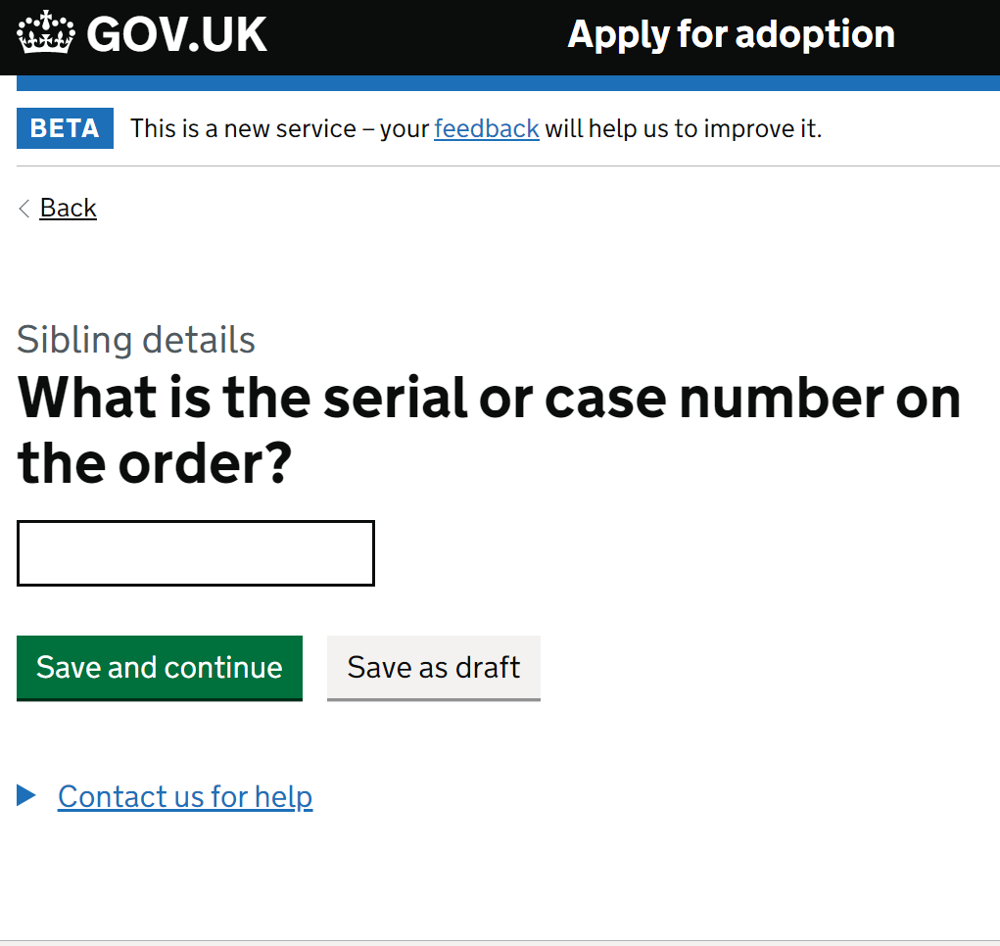 GOV.UK
Apply for adoption
BETA
This is a new service – your feedback will help us to improve it.
Back
Sibling details
What is the serial or case number on
the order?
Save and continue
Save as draft
Contact us for help